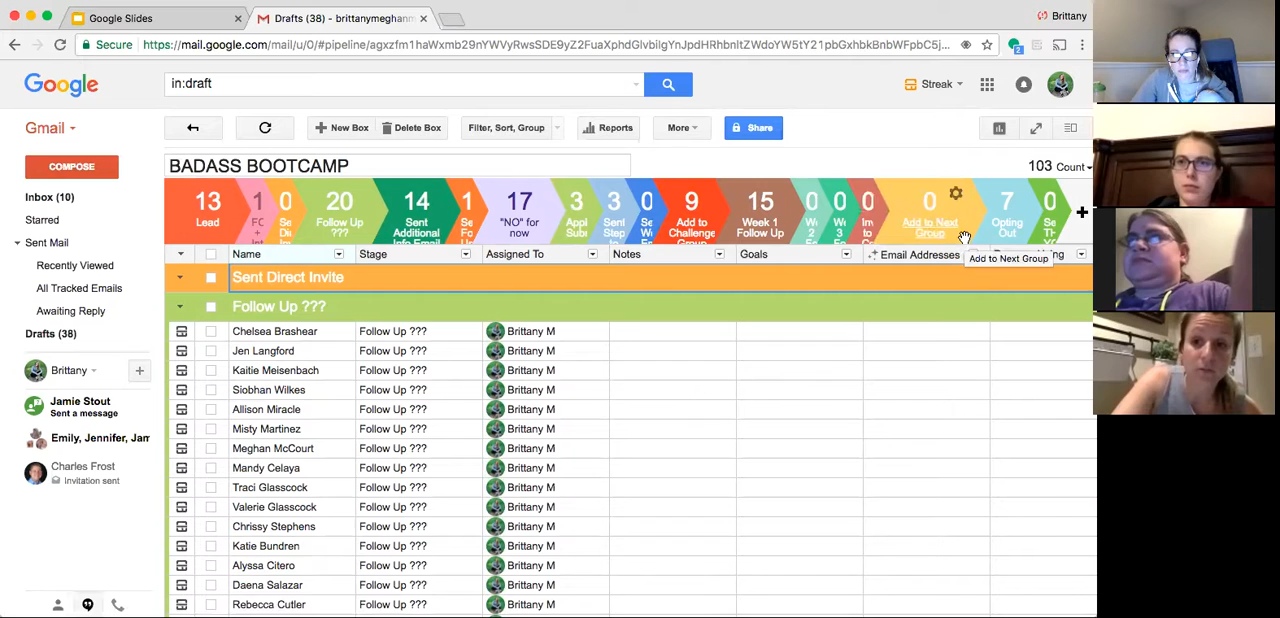 Google Slides
Drafts (38) - brittanymeghanm
Brittany
Secure
https://mail.google.com/mail/u/0/#pipeline/
Google
in:draft
Streak
Gmail
New Box
Delete Box
Filter, Sort, Group
Reports
More
Share
COMPOSE
BADASS BOOTCAMP
103 Count
13
Lead
1
FC
0
20
Follow Up
???
14
Sent
Additional
Info Email
1
17
"NO" for
now
3
3
0
9
Add to
Challenge
15
Week 1
Follow Up
0
0
0
Add to Next
Group
7
Opting
Out
0
Inbox (10)
Starred
Sent Mail
Recently Viewed
All Tracked Emails
Awaiting Reply
Drafts (38)
Brittany
Jamie Stout
Sent a message
Emily, Jennifer, Jam
Charles Frost
Invitation sent
Name
Stage
Assigned To
Notes
Goals
Email Addresses
Add to Next Group
Sent Direct Invite
Follow Up ???
Chelsea Brashear Follow Up ??? Brittany M
Jen Langford Follow Up ??? Brittany M
Kaitie Meisenbach Follow Up ??? Brittany M
Siobhan Wilkes Follow Up ??? Brittany M
Allison Miracle Follow Up ??? Brittany M
Misty Martinez Follow Up ??? Brittany M
Meghan McCourt Follow Up ??? Brittany M
Mandy Celaya Follow Up ??? Brittany M
Traci Glasscock Follow Up ??? Brittany M
Valerie Glasscock Follow Up ??? Brittany M
Chrissy Stephens Follow Up ??? Brittany M
Katie Bundren Follow Up ??? Brittany M
Alyssa Citero Follow Up ??? Brittany M
Daena Salazar Follow Up ??? Brittany M
Rebecca Cutler Follow Up ??? Brittany M